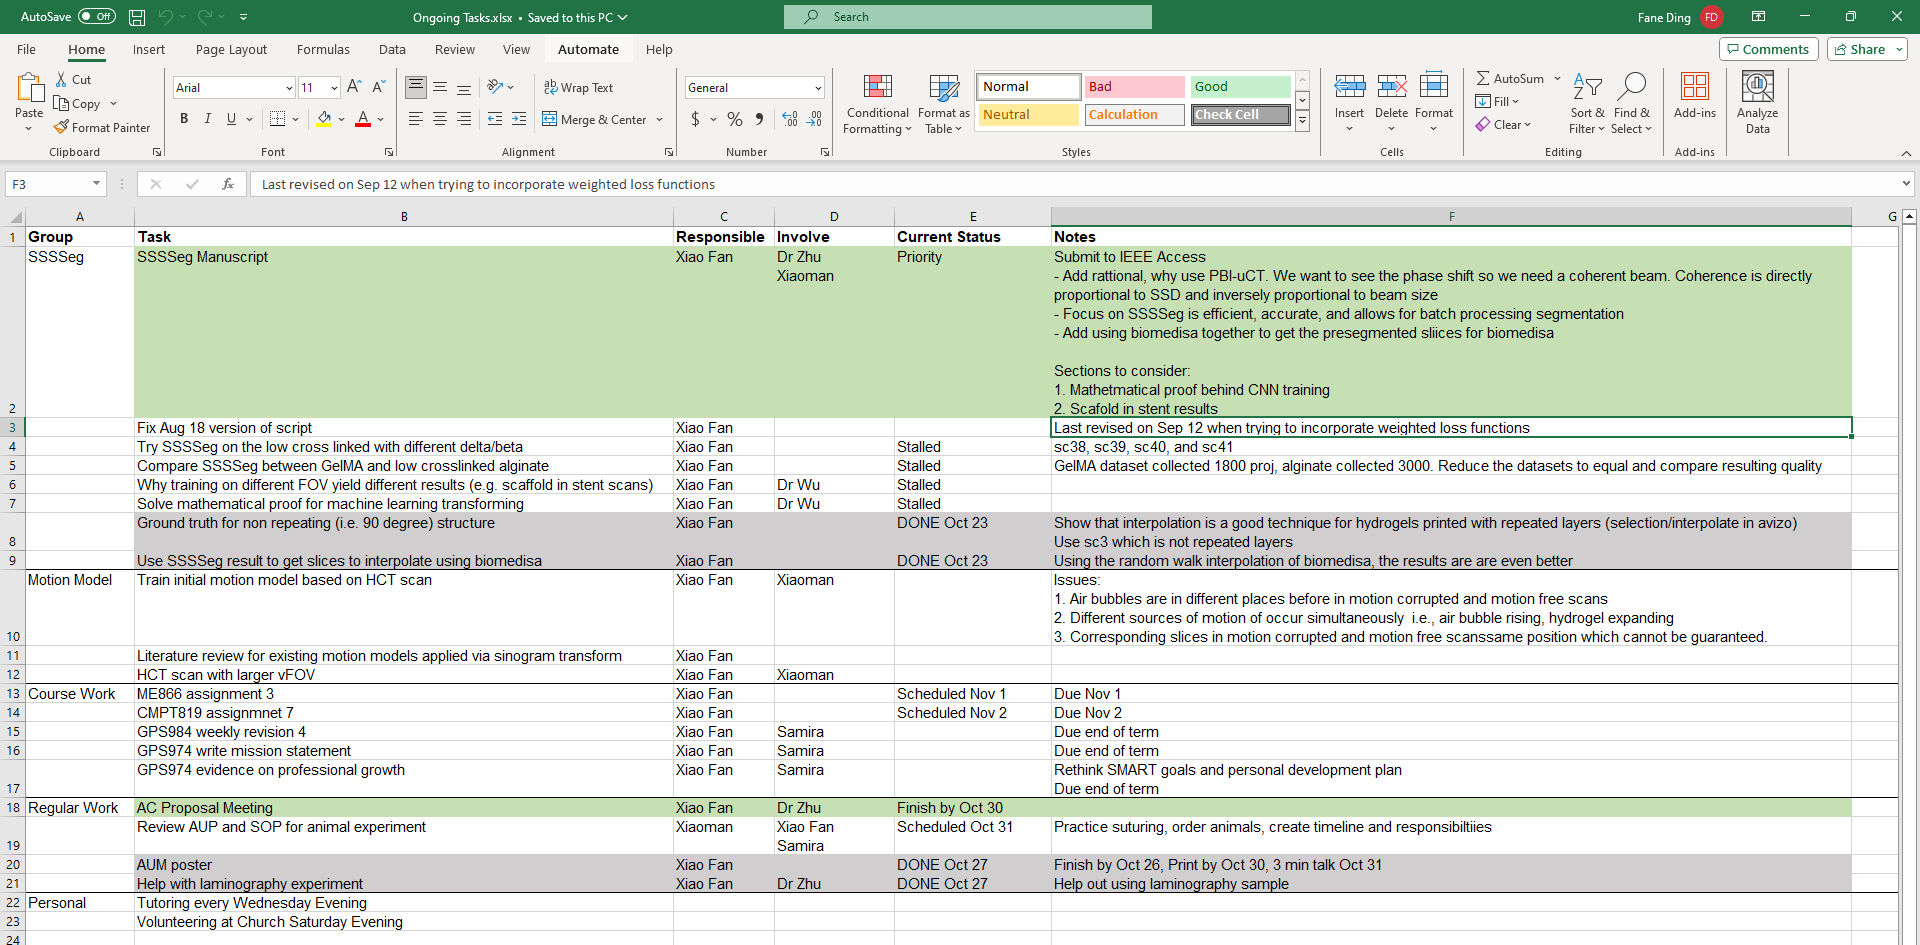 AutoSave Off Ongoing Tasks.xlsx • Saved to this PC Search Fane Ding FD
File Home Insert Page Layout Formulas Data Review View Automate Help Comments Share
Paste Cut Copy Format Painter
Clipboard
Arial 11
B I U A
Font
Wrap Text
Merge & Center
Alignment
General
$ % 9
Number
Conditional Formatting
Format as Table
Normal Bad Good
Neutral Calculation Check Cell
Styles
Insert Delete Format
Cells
AutoSum
Fill
Clear
Sort & Filter
Find & Select
Editing
Add-ins
Add-ins
Analyze Data
F3 fx Last revised on Sep 12 when trying to incorporate weighted loss functions
A B C D E F G
1 Group Task Responsible Involve Current Status Notes
SSSSeg SSSSeg Manuscript Xiao Fan Dr Zhu Priority Submit to IEEE Access
Xiaoman - Add rattional, why use PBI-uCT. We want to see the phase shift so we need a coherent beam. Coherence is directly
proportional to SSD and inversely proportional to beam size
- Focus on SSSSeg is efficient, accurate, and allows for batch processing segmentation
- Add using biomedisa together to get the presegmented sliices for biomedisa
Sections to consider:
1. Mathetmatical proof behind CNN training
2 2. Scafold in stent results
3 Fix Aug 18 version of script Xiao Fan Last revised on Sep 12 when trying to incorporate weighted loss functions
4 Try SSSSeg on the low cross linked with different delta/beta Xiao Fan Stalled sc38, sc39, sc40, and sc41
5 Compare SSSSeg between GelMA and low crosslinked alginate Xiao Fan Stalled GelMA dataset collected 1800 proj, alginate collected 3000. Reduce the datasets to equal and compare resulting quality
6 Why training on different FOV yield different results (e.g. scaffold in stent scans) Xiao Fan Dr Wu Stalled
7 Solve mathematical proof for machine learning transforming Xiao Fan Dr Wu Stalled
Ground truth for non repeating (i.e. 90 degree) structure Xiao Fan DONE Oct 23 Show that interpolation is a good technique for hydrogels printed with repeated layers (selection/interpolate in avizo)
8 Use sc3 which is not repeated layers
9 Use SSSSeg result to get slices to interpolate using biomedisa Xiao Fan DONE Oct 23 Using the random walk interpolation of biomedisa, the results are are even better
Motion Model Train initial motion model based on HCT scan Xiao Fan Xiaoman Issues:
1. Air bubbles are in different places before in motion corrupted and motion free scans
2. Different sources of motion of occur simultaneously i.e., air bubble rising, hydrogel expanding
10 3. Corresponding slices in motion corrupted and motion free scanssame position which cannot be guaranteed.
11 Literature review for existing motion models applied via sinogram transform Xiao Fan
12 HCT scan with larger vFOV Xiao Fan Xiaoman
13 Course Work ME866 assignment 3 Xiao Fan Scheduled Nov 1 Due Nov 1
14 CMPT819 assignmnet 7 Xiao Fan Scheduled Nov 2 Due Nov 2
15 GPS984 weekly revision 4 Xiao Fan Samira Due end of term
16 GPS974 write mission statement Xiao Fan Samira Due end of term
GPS974 evidence on professional growth Xiao Fan Samira Rethink SMART goals and personal development plan
17 Due end of term
18 Regular Work AC Proposal Meeting Xiao Fan Dr Zhu Finish by Oct 30
Review AUP and SOP for animal experiment Xiaoman Xiao Fan Scheduled Oct 31 Practice suturing, order animals, create timeline and responsibiltiies
19 Samira
20 AUM poster Xiao Fan DONE Oct 27 Finish by Oct 26, Print by Oct 30, 3 min talk Oct 31
21 Help with laminography experiment Xiao Fan Dr Zhu DONE Oct 27 Help out using laminography sample
22 Personal Tutoring every Wednesday Evening
23 Volunteering at Church Saturday Evening
24